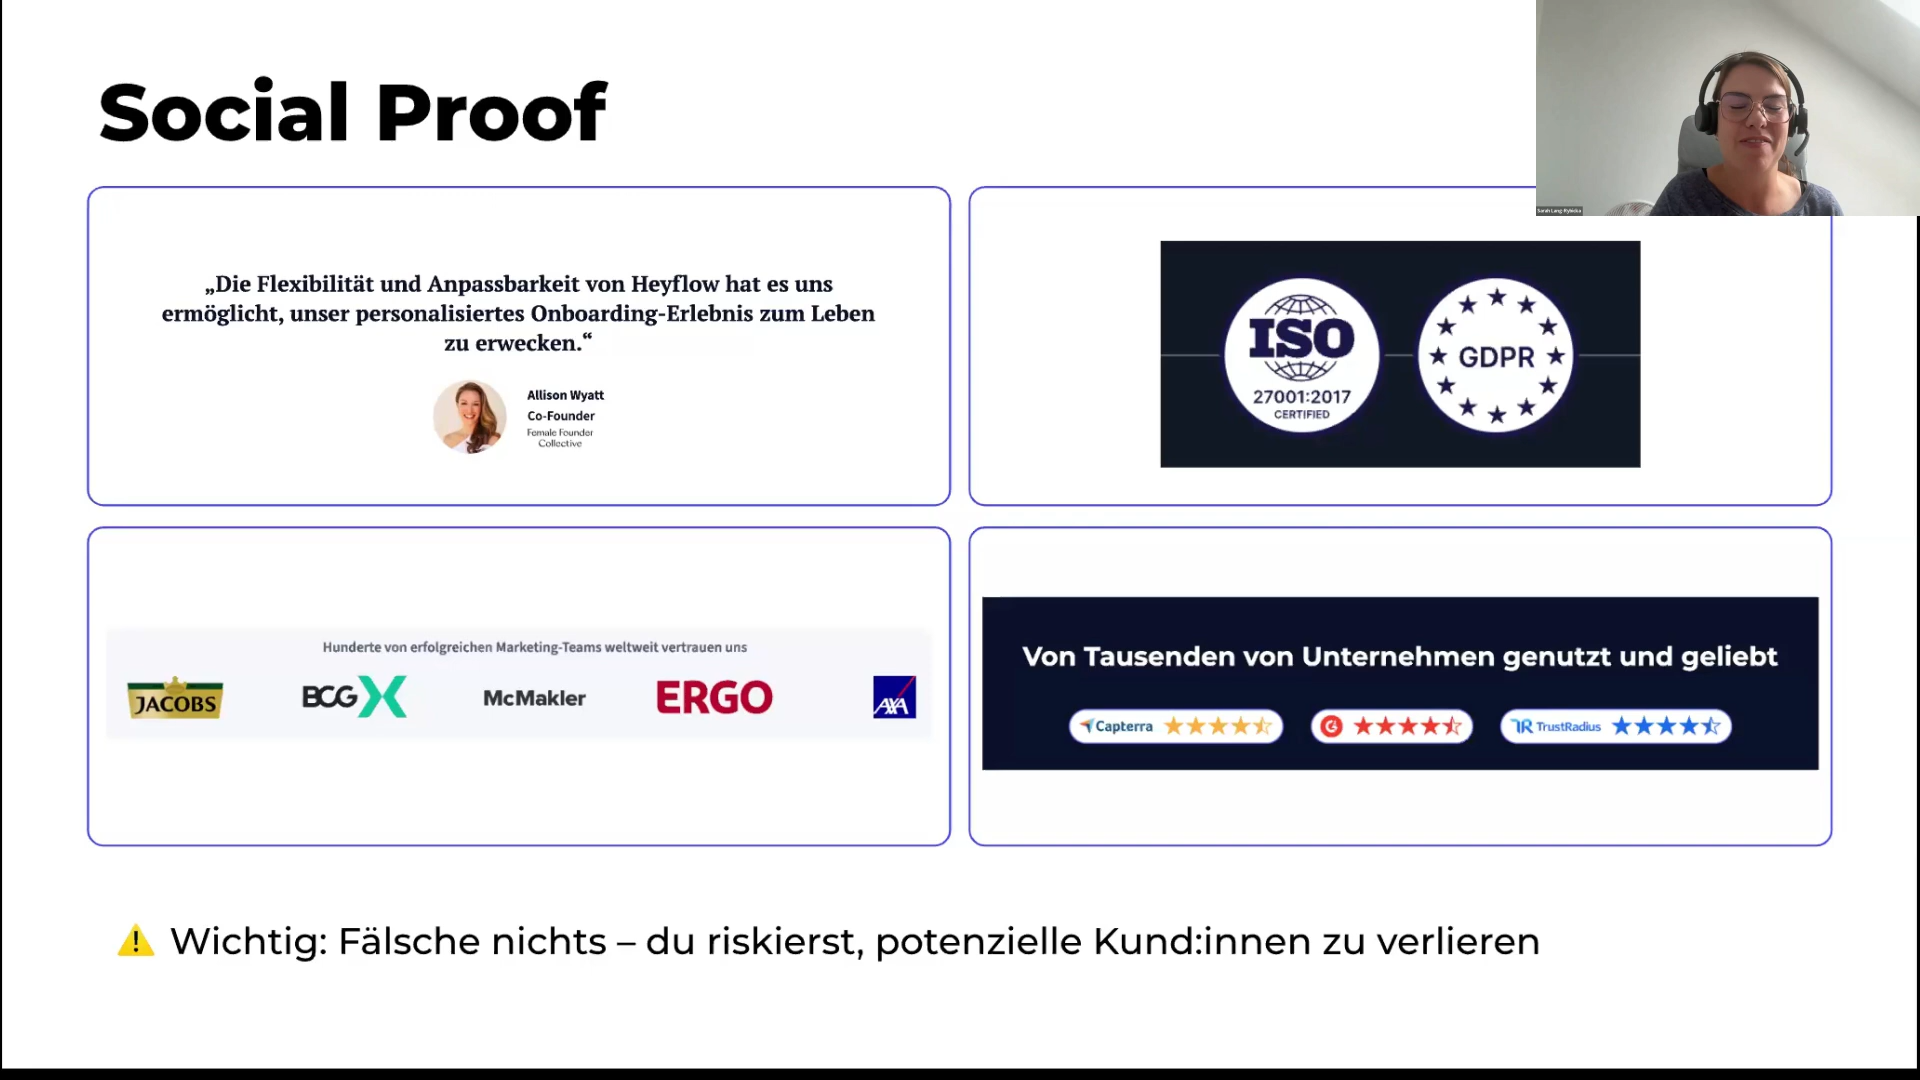 Social Proof
Sarah Lang-Rybicka
„Die Flexibilität und Anpassbarkeit von Heyflow hat es uns
ermöglicht, unser personalisiertes Onboarding-Erlebnis zum Leben
zu erwecken.“
Allison Wyatt
Co-Founder
Female Founder
Collective
ISO
27001:2017
CERTIFIED
GDPR
Hunderte von erfolgreichen Marketing-Teams weltweit vertrauen uns
JACOBS
BCG X
McMakler
ERGO
AXA
Von Tausenden von Unternehmen genutzt und geliebt
Capterra
G
TrustRadius
Wichtig: Fälsche nichts – du riskierst, potenzielle Kund:innen zu verlieren